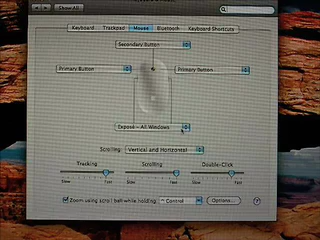 Show All
Keyboard Trackpad Mouse Bluetooth Keyboard Shortcuts
Secondary Button
Primary Button Primary Button
Exposé - All Windows
Scrolling: Vertical and Horizontal
Tracking Scrolling Double-Click
Slow Fast Slow Fast Slow Fast
Zoom using scroll ball while holding ^ Control Options... ?